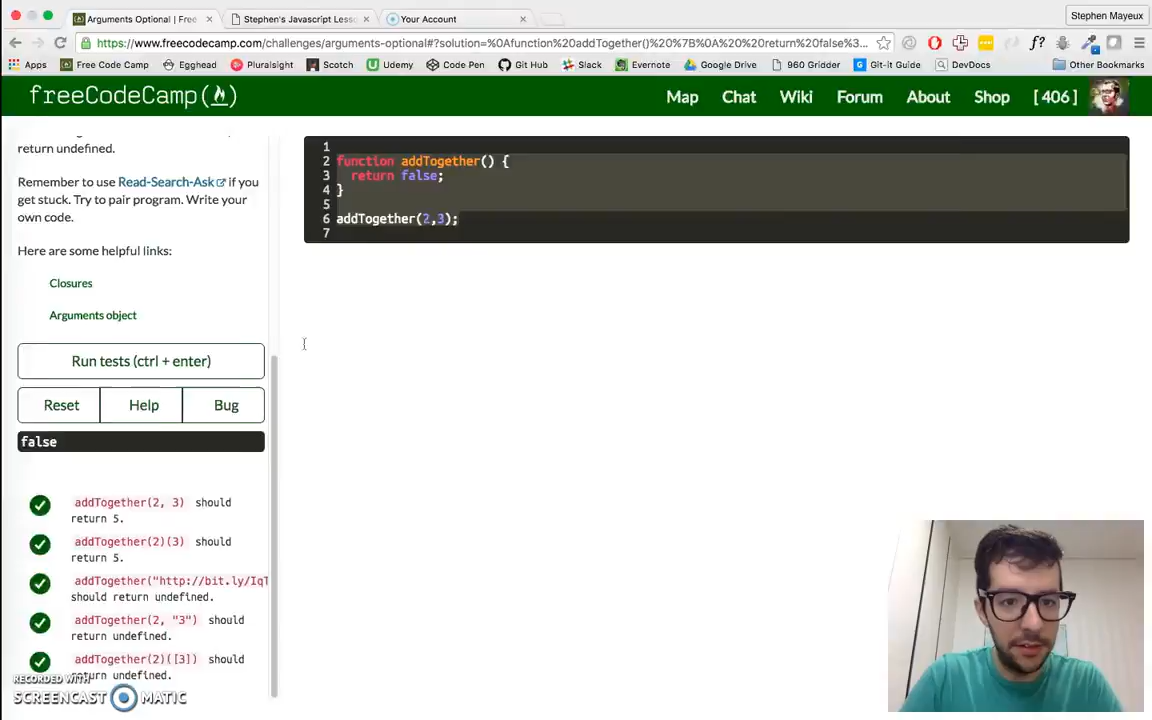 Arguments Optional | Free
Stephen's Javascript Lesso
Your Account
Stephen Mayeux
https://www.freecodecamp.com/challenges/arguments-optional#?solution=%0Afunction%20addTogether()%20%7B%0A%20%20return%20false%3...
f?
Apps
Free Code Camp
Egghead
Pluralsight
Scotch
Udemy
Code Pen
Git Hub
Slack
Evernote
Google Drive
960 Gridder
Git-it Guide
DevDocs
Other Bookmarks
freeCodeCamp
Map
Chat
Wiki
Forum
About
Shop
[ 406 ]
return undefined.
Remember to use Read-Search-Ask if you
get stuck. Try to pair program. Write your
own code.
Here are some helpful links:
Closures
Arguments object
Run tests (ctrl + enter)
Reset
Help
Bug
false
addTogether(2, 3) should
return 5.
addTogether(2)(3) should
return 5.
addTogether("http://bit.ly/IqT
should return undefined.
addTogether(2, "3") should
return undefined.
addTogether(2)([3]) should
return undefined.
RECORDED WITH
SCREENCAST MATIC
1
2 function addTogether() {
3 return false;
4 }
5
6 addTogether(2,3);
7